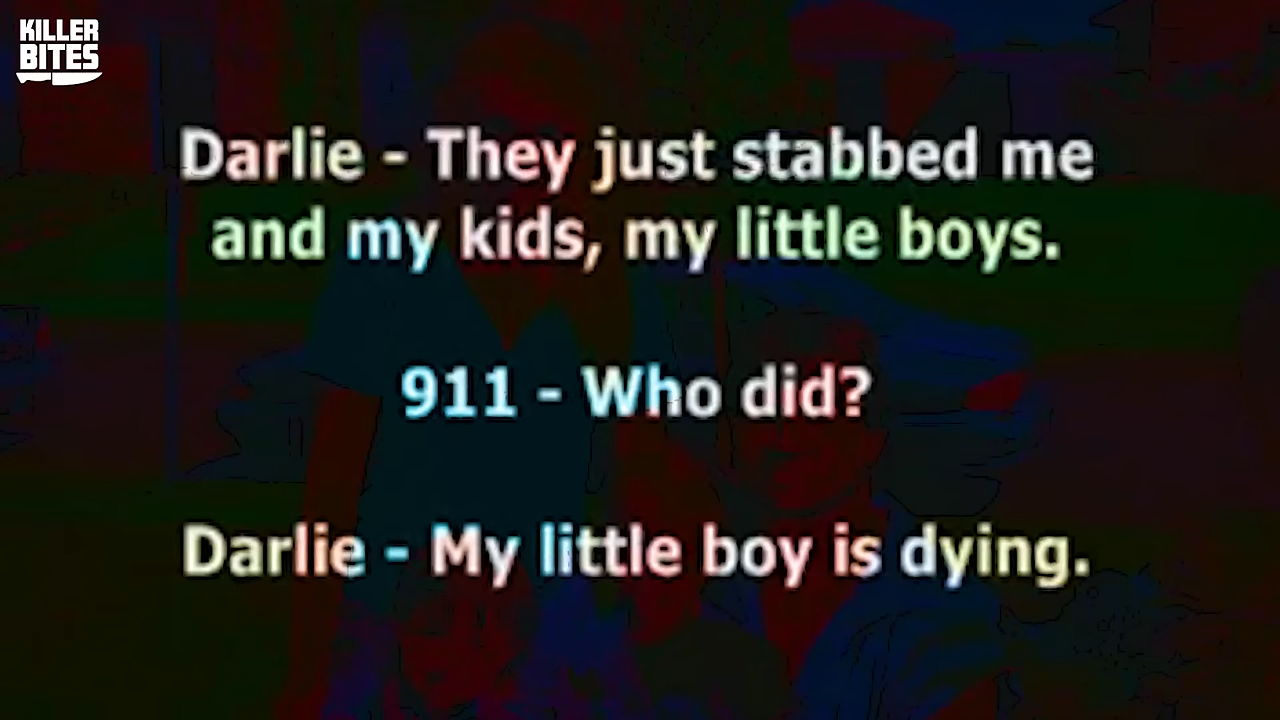 KILLER
BITES
Darlie - They just stabbed me
and my kids, my little boys.
911 - Who did?
Darlie - My little boy is dying.